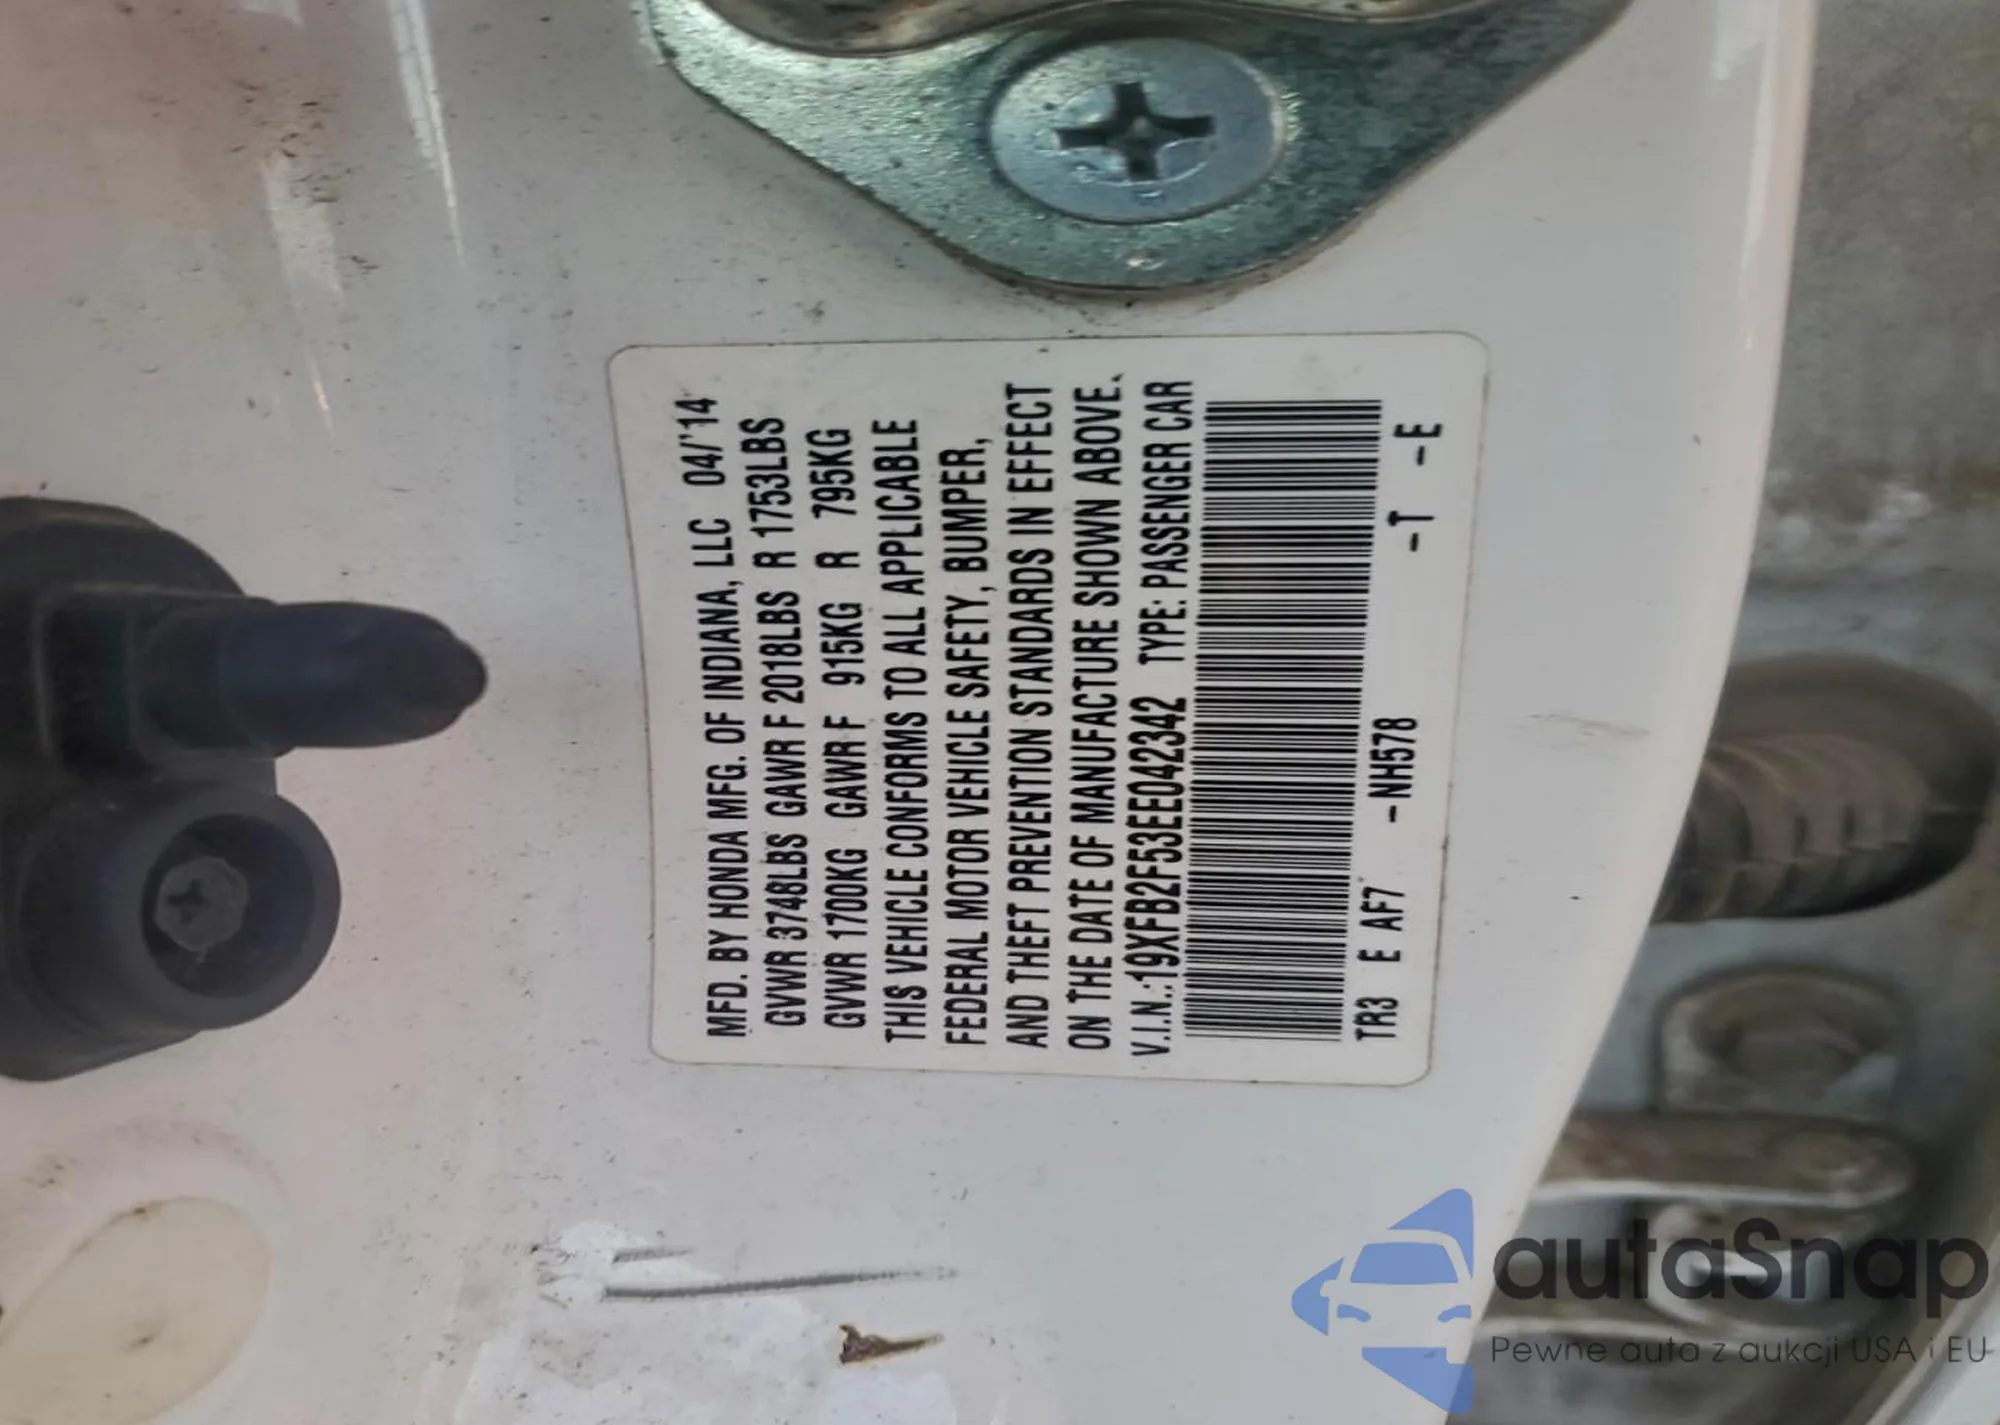 MFD. BY HONDA MFG. OF INDIANA, LLC 04/'14
GVWR 3748LBS GAWR F 2018LBS R 1753LBS
GVWR 1700KG GAWR F 915KG R 795KG
THIS VEHICLE CONFORMS TO ALL APPLICABLE
FEDERAL MOTOR VEHICLE SAFETY, BUMPER,
AND THEFT PREVENTION STANDARDS IN EFFECT
ON THE DATE OF MANUFACTURE SHOWN ABOVE.
V.I.N.:19XFB2F53EE042342 TYPE: PASSENGER CAR
TR3 E AF7 -NH578 -T -E
autaSnap
Pewne auta z aukcji USA i EU